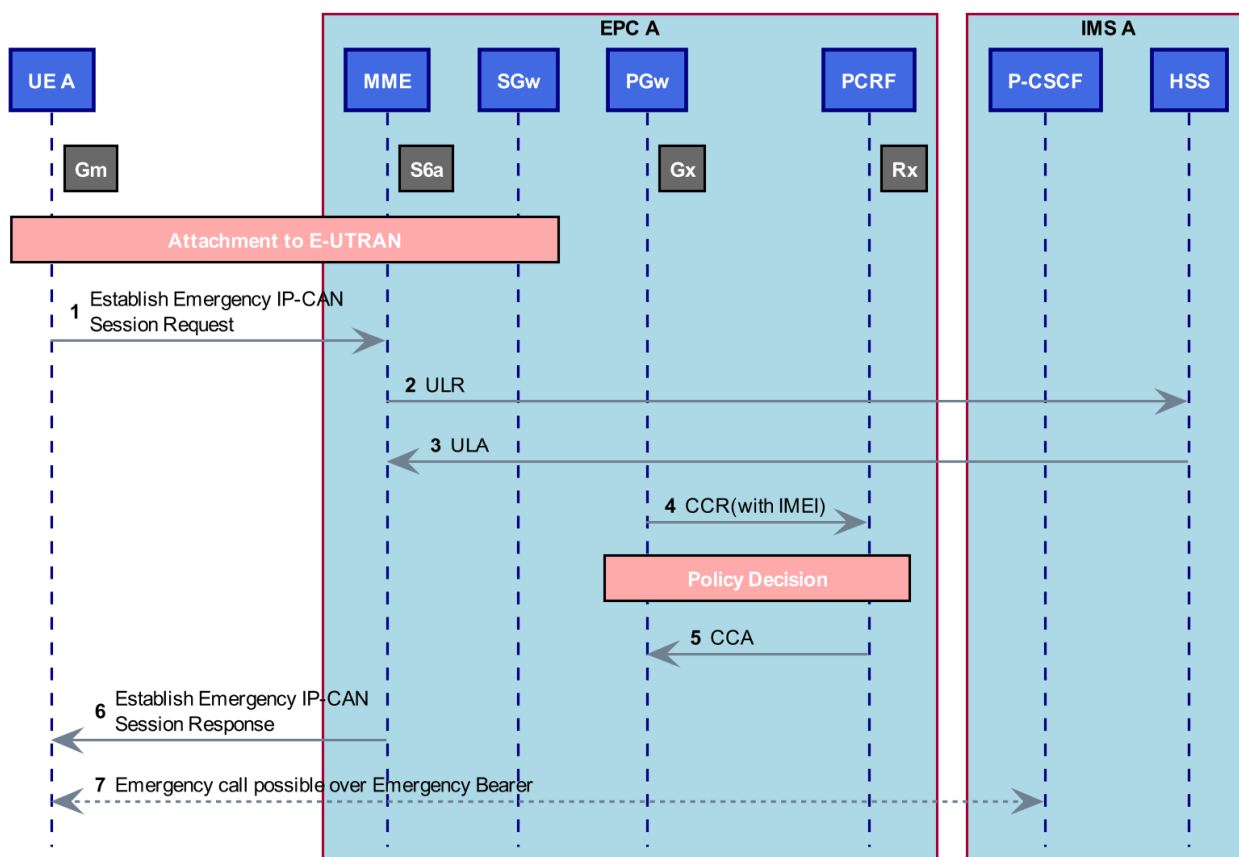 EPC A
IMS A
UE A
MME
SGw
PGw
PCRF
P-CSCF
HSS
Gm
S6a
Gx
Rx
Attachment to E-UTRAN
1 Establish Emergency IP-CAN
Session Request
2 ULR
3 ULA
4 CCR(with IMEI)
Policy Decision
5 CCA
6 Establish Emergency IP-CAN
Session Response
7 Emergency call possible over Emergency Bearer